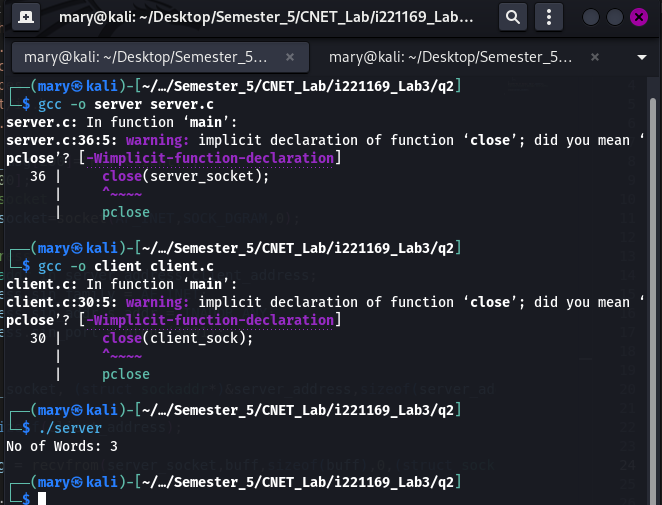 mary@kali: ~/Desktop/Semester_5/CNET_Lab/i221169_Lab...
mary@kali: ~/Desktop/Semester_5... × mary@kali: ~/Desktop/Semester_5... ×
┌──(mary㉿kali)-[~/…/Semester_5/CNET_Lab/i221169_Lab3/q2]
└─$ gcc -o server server.c
server.c: In function ‘main’:
server.c:36:5: warning: implicit declaration of function ‘close’; did you mean ‘
pclose’? [-Wimplicit-function-declaration]
36 | close(server_socket);
| ^~~~~
| pclose
┌──(mary㉿kali)-[~/…/Semester_5/CNET_Lab/i221169_Lab3/q2]
└─$ gcc -o client client.c
client.c: In function ‘main’:
client.c:30:5: warning: implicit declaration of function ‘close’; did you mean ‘
pclose’? [-Wimplicit-function-declaration]
30 | close(client_sock);
| ^~~~~
| pclose
┌──(mary㉿kali)-[~/…/Semester_5/CNET_Lab/i221169_Lab3/q2]
└─$ ./server
No of Words: 3
┌──(mary㉿kali)-[~/…/Semester_5/CNET_Lab/i221169_Lab3/q2]
└─$